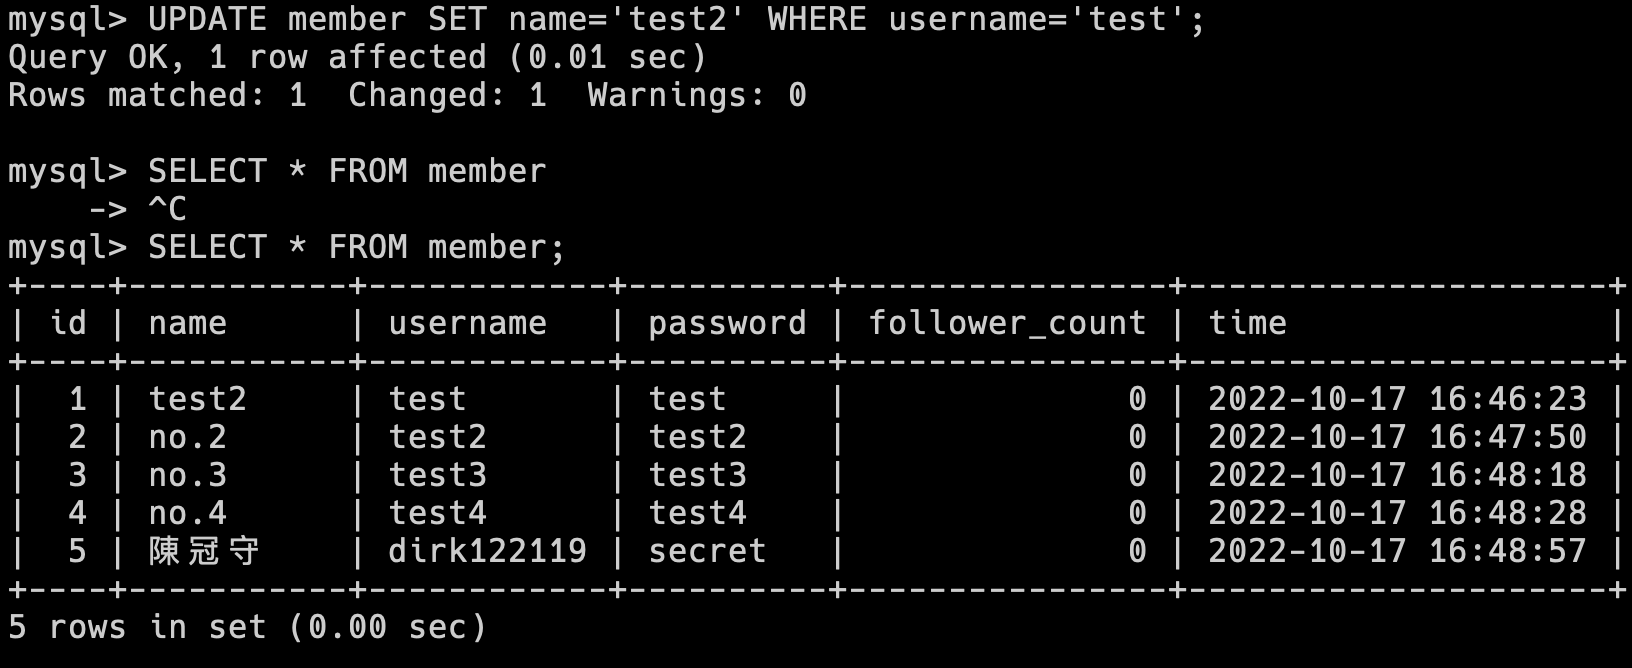 mysql> UPDATE member SET name='test2' WHERE username='test';
Query OK, 1 row affected (0.01 sec)
Rows matched: 1  Changed: 1  Warnings: 0

mysql> SELECT * FROM member
    -> ^C
mysql> SELECT * FROM member;
+----+-----------+------------+----------+----------------+---------------------+
| id | name      | username   | password | follower_count | time                |
+----+-----------+------------+----------+----------------+---------------------+
|  1 | test2     | test       | test     |              0 | 2022-10-17 16:46:23 |
|  2 | no.2      | test2      | test2    |              0 | 2022-10-17 16:47:50 |
|  3 | no.3      | test3      | test3    |              0 | 2022-10-17 16:48:18 |
|  4 | no.4      | test4      | test4    |              0 | 2022-10-17 16:48:28 |
|  5 | 陳冠守    | dirk122119 | secret   |              0 | 2022-10-17 16:48:57 |
+----+-----------+------------+----------+----------------+---------------------+
5 rows in set (0.00 sec)